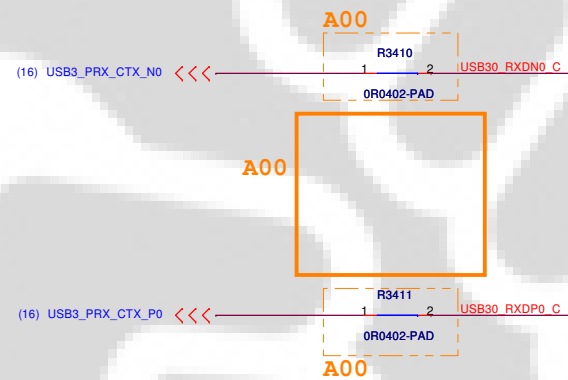 A00
R3410
(16) USB3_PRX_CTX_N0 1 2 USB30_RXDN0_C
0R0402-PAD
A00
R3411
(16) USB3_PRX_CTX_P0 1 2 USB30_RXDP0_C
0R0402-PAD
A00